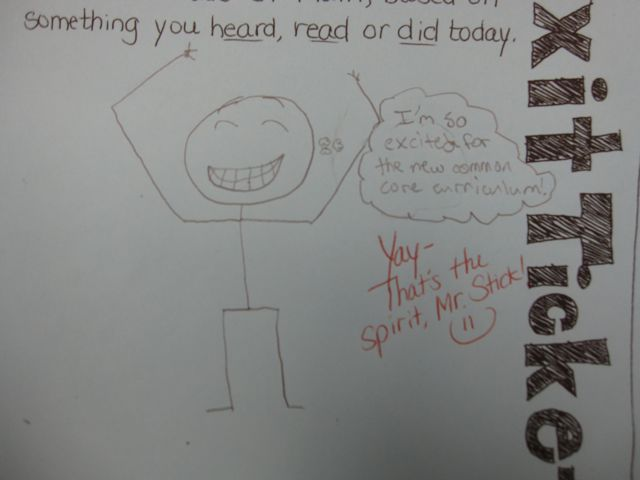 something you heard, read or did today.
I'm so
excited for
the new common
core curriculum!
Yay-
That's the
spirit, Mr. Stick!
xit Ticke